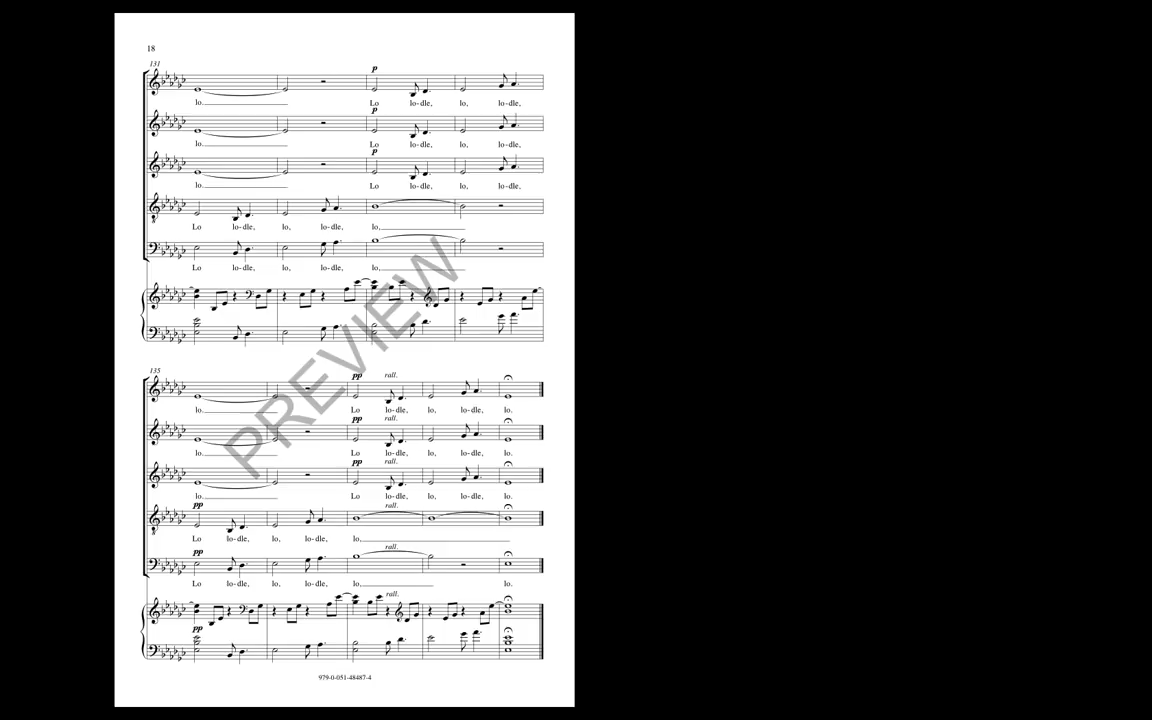 18
131
lo.
p
Lo lo-dle, lo, lo-dle,
lo.
p
Lo lo-dle, lo, lo-dle,
lo.
p
Lo lo-dle, lo, lo-dle,
Lo lo-dle, lo, lo-dle, lo,
Lo lo-dle, lo, lo-dle, lo,
PREVIEW
135
pp rall.
lo. Lo lo-dle, lo, lo-dle, lo.
pp rall.
lo. Lo lo-dle, lo, lo-dle, lo.
pp rall.
lo. Lo lo-dle, lo, lo-dle, lo.
pp rall.
Lo lo-dle, lo, lo-dle, lo,
pp rall.
Lo lo-dle, lo, lo-dle, lo, lo.
rall.
pp
979-0-051-48487-4